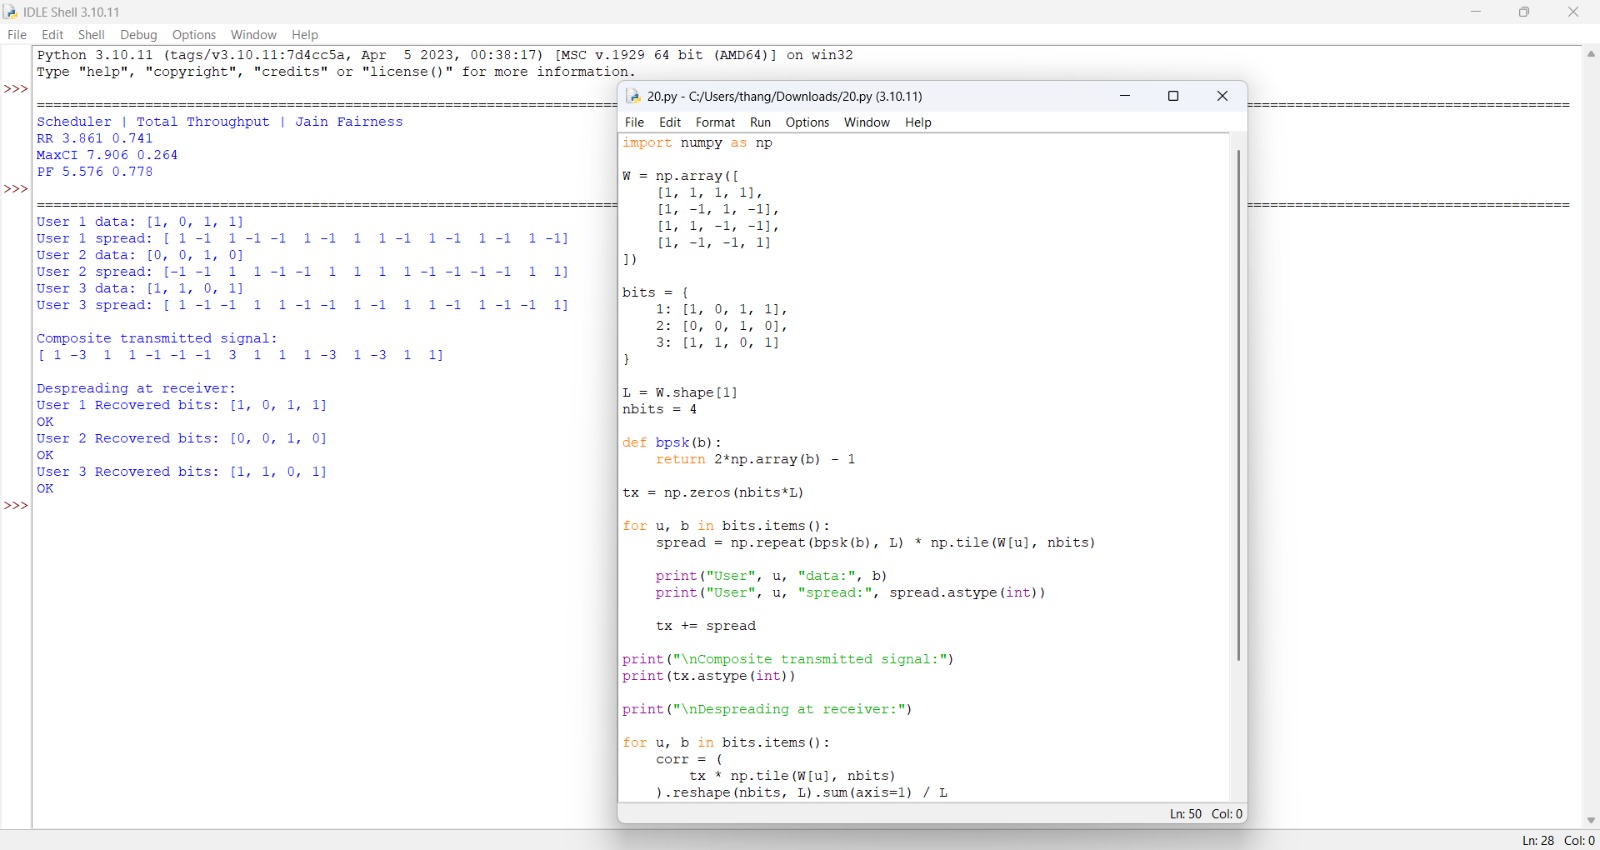 IDLE Shell 3.10.11
File Edit Shell Debug Options Window Help
Python 3.10.11 (tags/v3.10.11:7d4cc5a, Apr  5 2023, 00:38:17) [MSC v.1929 64 bit (AMD64)] on win32
Type "help", "copyright", "credits" or "license()" for more information.
>>>
Scheduler | Total Throughput | Jain Fairness
RR 3.861 0.741
MaxCI 7.906 0.264
PF 5.576 0.778
>>>
User 1 data: [1, 0, 1, 1]
User 1 spread: [ 1 -1  1 -1 -1  1 -1  1  1 -1  1 -1  1 -1  1 -1]
User 2 data: [0, 0, 1, 0]
User 2 spread: [-1 -1  1  1 -1 -1  1  1  1  1 -1 -1 -1 -1  1  1]
User 3 data: [1, 1, 0, 1]
User 3 spread: [ 1 -1 -1  1  1 -1 -1  1 -1  1  1 -1  1 -1 -1  1]
Composite transmitted signal:
[ 1 -3  1  1 -1 -1 -1  3  1  1  1 -3  1 -3  1  1]
Despreading at receiver:
User 1 Recovered bits: [1, 0, 1, 1]
OK
User 2 Recovered bits: [0, 0, 1, 0]
OK
User 3 Recovered bits: [1, 1, 0, 1]
OK
>>>
20.py - C:/Users/thang/Downloads/20.py (3.10.11)
File Edit Format Run Options Window Help
import numpy as np
W = np.array([
    [1, 1, 1, 1],
    [1, -1, 1, -1],
    [1, 1, -1, -1],
    [1, -1, -1, 1]
])
bits = {
    1: [1, 0, 1, 1],
    2: [0, 0, 1, 0],
    3: [1, 1, 0, 1]
}
L = W.shape[1]
nbits = 4
def bpsk(b):
    return 2*np.array(b) - 1
tx = np.zeros(nbits*L)
for u, b in bits.items():
    spread = np.repeat(bpsk(b), L) * np.tile(W[u], nbits)
    print("User", u, "data:", b)
    print("User", u, "spread:", spread.astype(int))
    tx += spread
print("\nComposite transmitted signal:")
print(tx.astype(int))
print("\nDespreading at receiver:")
for u, b in bits.items():
    corr = (
        tx * np.tile(W[u], nbits)
    ).reshape(nbits, L).sum(axis=1) / L
Ln: 50 Col: 0
Ln: 28 Col: 0